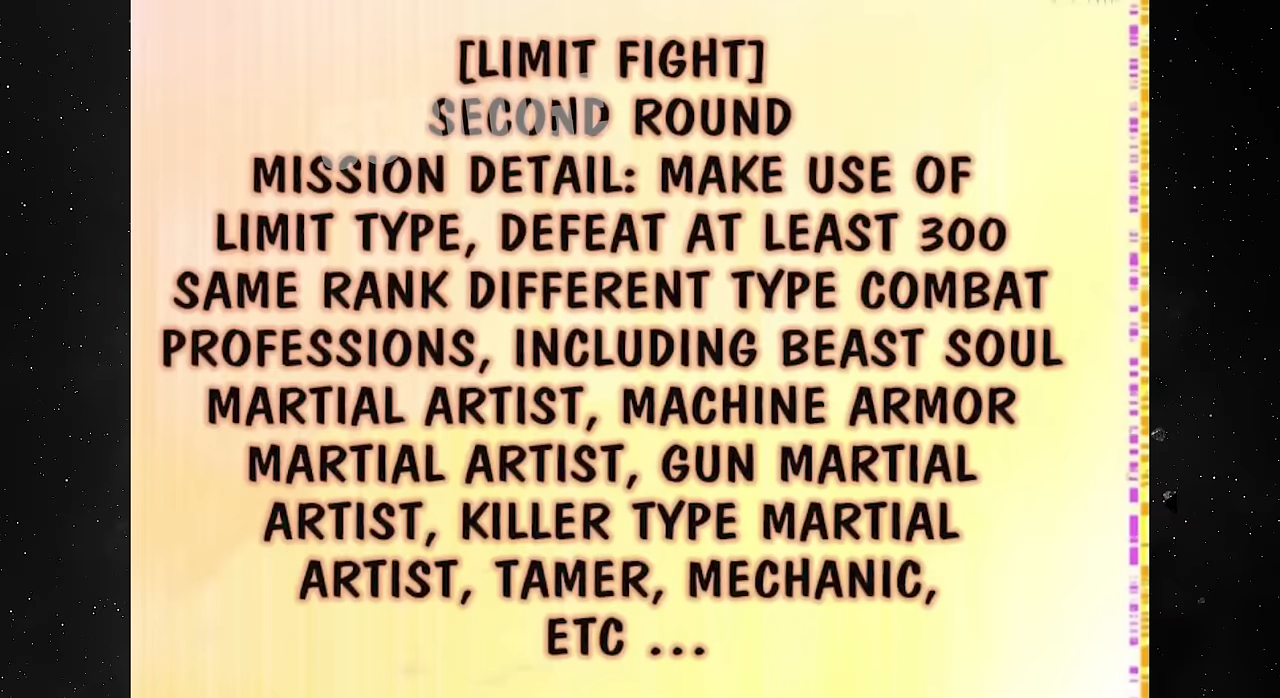 [LIMIT FIGHT]
SECOND ROUND
MISSION DETAIL: MAKE USE OF
LIMIT TYPE, DEFEAT AT LEAST 300
SAME RANK DIFFERENT TYPE COMBAT
PROFESSIONS, INCLUDING BEAST SOUL
MARTIAL ARTIST, MACHINE ARMOR
MARTIAL ARTIST, GUN MARTIAL
ARTIST, KILLER TYPE MARTIAL
ARTIST, TAMER, MECHANIC,
ETC ...